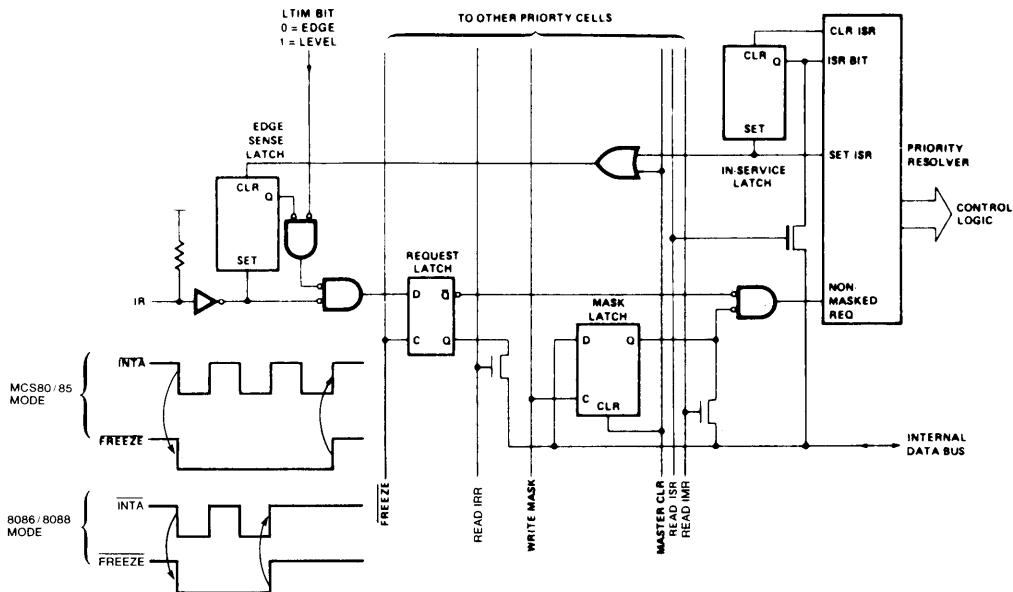 LTIM BIT
0 = EDGE
1 = LEVEL
TO OTHER PRIORTY CELLS
CLR ISR
CLR
Q
ISR BIT
SET
IN-SERVICE
LATCH
SET ISR
PRIORITY
RESOLVER
CONTROL
LOGIC
EDGE
SENSE
LATCH
CLR
Q
SET
IR
REQUEST
LATCH
D
Q
C
Q
MASK
LATCH
D
Q
C
CLR
NON-
MASKED
REQ
INTERNAL
DATA BUS
MCS80/85
MODE
INTA
FREEZE
8086/8088
MODE
INTA
FREEZE
FREEZE
READ IRR
WRITE MASK
MASTER CLR
READ ISR
READ IMR